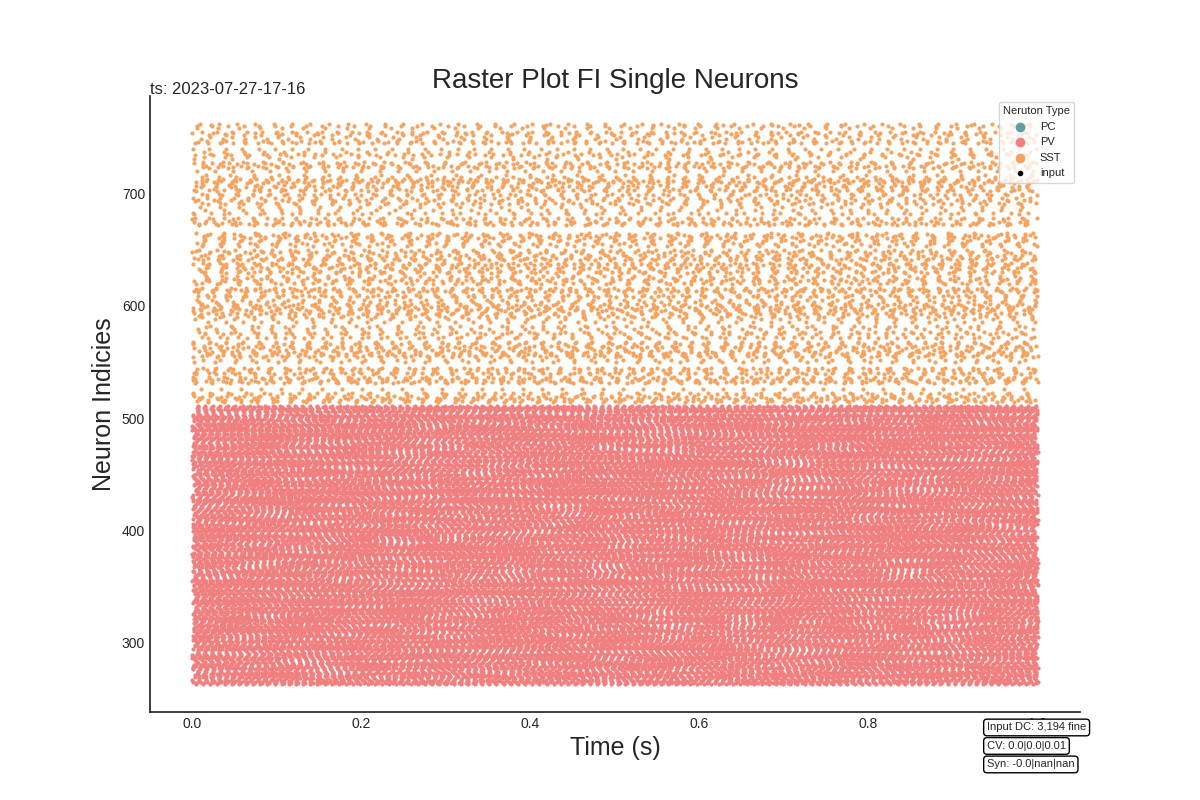 Raster Plot FI Single Neurons
ts: 2023-07-27-17-16
Neruton Type
PC
PV
SST
input
700
600
500
400
300
Neuron Indicies
0.0 0.2 0.4 0.6 0.8
Time (s)
Input DC: 3,194 fine
CV: 0.0|0.0|0.01
Syn: -0.0|nan|nan